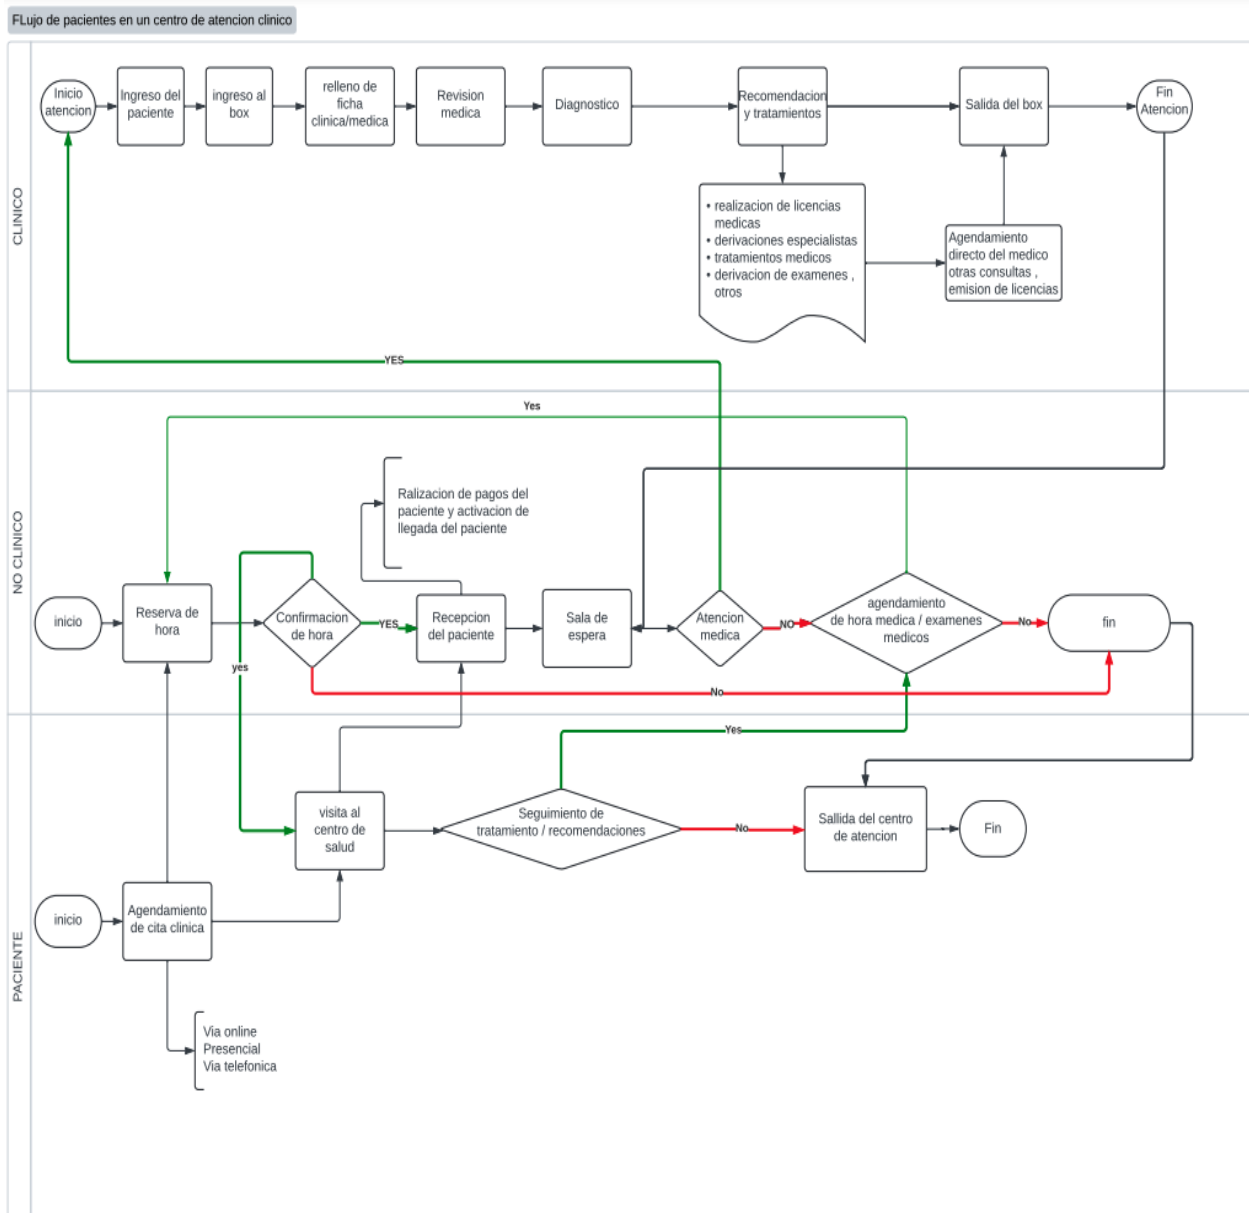 FLujo de pacientes en un centro de atencion clinico
CLINICO
Inicio
atencion
Ingreso del
paciente
ingreso al
box
relleno de
ficha
clinica/medica
Revision
medica
Diagnostico
Recomendacion
y tratamientos
Salida del box
Fin
Atencion
• realizacion de licencias
medicas
• derivaciones especialistas
• tratamientos medicos
• derivacion de examenes ,
otros
Agendamiento
directo del medico
otras consultas ,
emision de licencias
YES
NO CLINICO
Yes
Ralizacion de pagos del
paciente y activacion de
llegada del paciente
inicio
Reserva de
hora
Confirmacion
de hora
YES
Recepcion
del paciente
Sala de
espera
Atencion
medica
NO
agendamiento
de hora medica / examenes
medicos
No
fin
yes
No
PACIENTE
Yes
visita al
centro de
salud
Seguimiento de
tratamiento / recomendaciones
No
Sallida del centro
de atencion
Fin
inicio
Agendamiento
de cita clinica
Via online
Presencial
Via telefonica